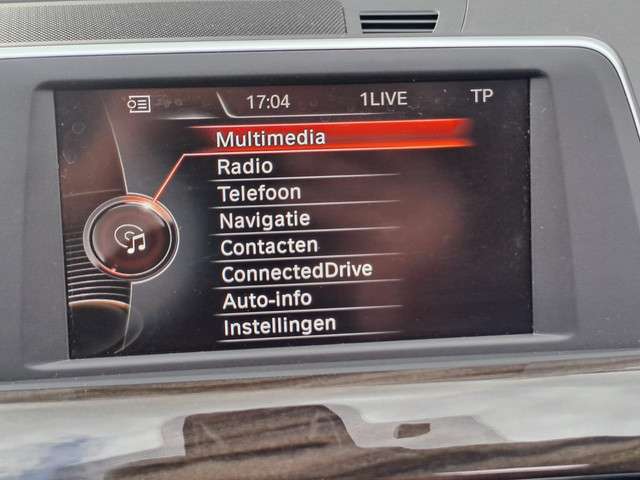 17:04 1LIVE TP
Multimedia
Radio
Telefoon
Navigatie
Contacten
ConnectedDrive
Auto-info
Instellingen